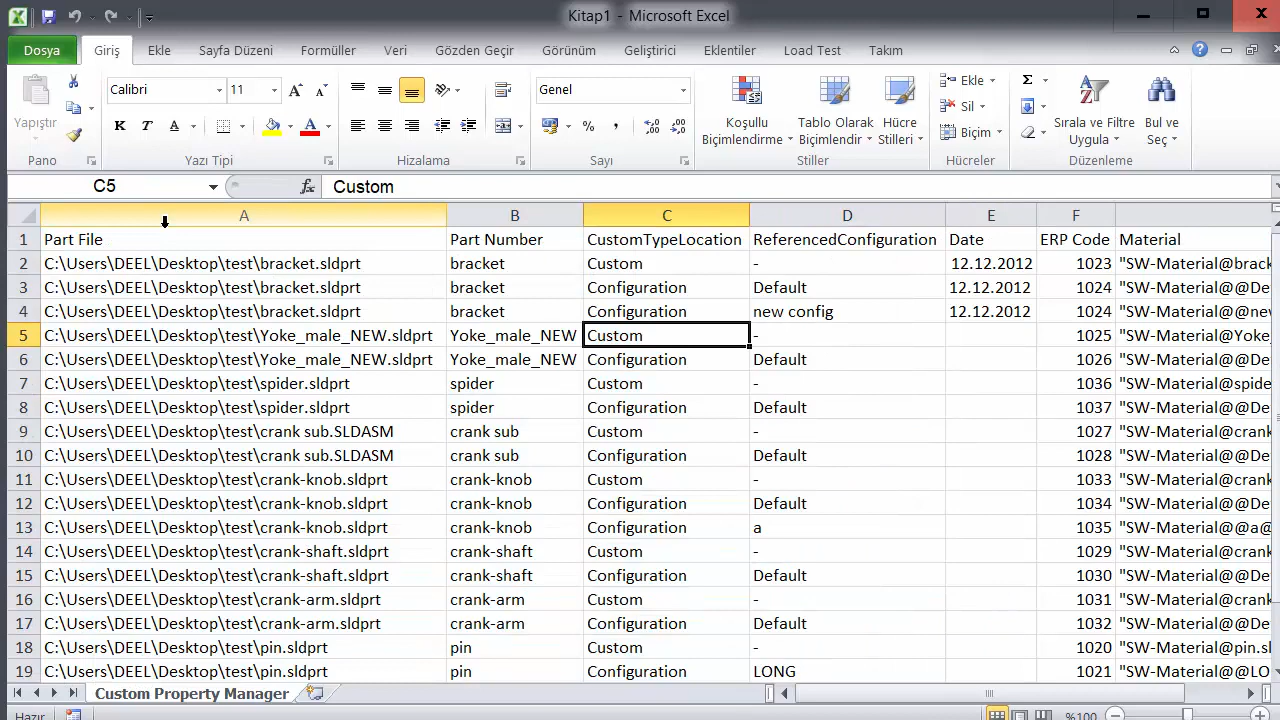 Kitap1 - Microsoft Excel
Dosya Giriş Ekle Sayfa Düzeni Formüller Veri Gözden Geçir Görünüm Geliştirici Eklentiler Load Test Takım
Yapıştır
Calibri 11
K T A
Genel
% ,
Koşullu Biçimlendirme
Tablo Olarak Biçimlendir
Hücre Stilleri
Ekle
Sil
Biçim
Σ
Sırala ve Filtre Uygula
Bul ve Seç
Pano Yazı Tipi Hizalama Sayı Stiller Hücreler Düzenleme
C5 fx Custom
A B C D E F
1 Part File Part Number CustomTypeLocation ReferencedConfiguration Date ERP Code Material
2 C:\Users\DEEL\Desktop\test\bracket.sldprt bracket Custom - 12.12.2012 1023 "SW-Material@brack
3 C:\Users\DEEL\Desktop\test\bracket.sldprt bracket Configuration Default 12.12.2012 1024 "SW-Material@@De
4 C:\Users\DEEL\Desktop\test\bracket.sldprt bracket Configuration new config 12.12.2012 1024 "SW-Material@@nev
5 C:\Users\DEEL\Desktop\test\Yoke_male_NEW.sldprt Yoke_male_NEW Custom - 1025 "SW-Material@Yoke_
6 C:\Users\DEEL\Desktop\test\Yoke_male_NEW.sldprt Yoke_male_NEW Configuration Default 1026 "SW-Material@@De
7 C:\Users\DEEL\Desktop\test\spider.sldprt spider Custom - 1036 "SW-Material@spide
8 C:\Users\DEEL\Desktop\test\spider.sldprt spider Configuration Default 1037 "SW-Material@@De
9 C:\Users\DEEL\Desktop\test\crank sub.SLDASM crank sub Custom - 1027 "SW-Material@crank
10 C:\Users\DEEL\Desktop\test\crank sub.SLDASM crank sub Configuration Default 1028 "SW-Material@@De
11 C:\Users\DEEL\Desktop\test\crank-knob.sldprt crank-knob Custom - 1033 "SW-Material@crank
12 C:\Users\DEEL\Desktop\test\crank-knob.sldprt crank-knob Configuration Default 1034 "SW-Material@@De
13 C:\Users\DEEL\Desktop\test\crank-knob.sldprt crank-knob Configuration a 1035 "SW-Material@@a@
14 C:\Users\DEEL\Desktop\test\crank-shaft.sldprt crank-shaft Custom - 1029 "SW-Material@crank
15 C:\Users\DEEL\Desktop\test\crank-shaft.sldprt crank-shaft Configuration Default 1030 "SW-Material@@De
16 C:\Users\DEEL\Desktop\test\crank-arm.sldprt crank-arm Custom - 1031 "SW-Material@crank
17 C:\Users\DEEL\Desktop\test\crank-arm.sldprt crank-arm Configuration Default 1032 "SW-Material@@De
18 C:\Users\DEEL\Desktop\test\pin.sldprt pin Custom - 1020 "SW-Material@pin.sl
19 C:\Users\DEEL\Desktop\test\pin.sldprt pin Configuration LONG 1021 "SW-Material@@LO
Custom Property Manager
Hazır %100